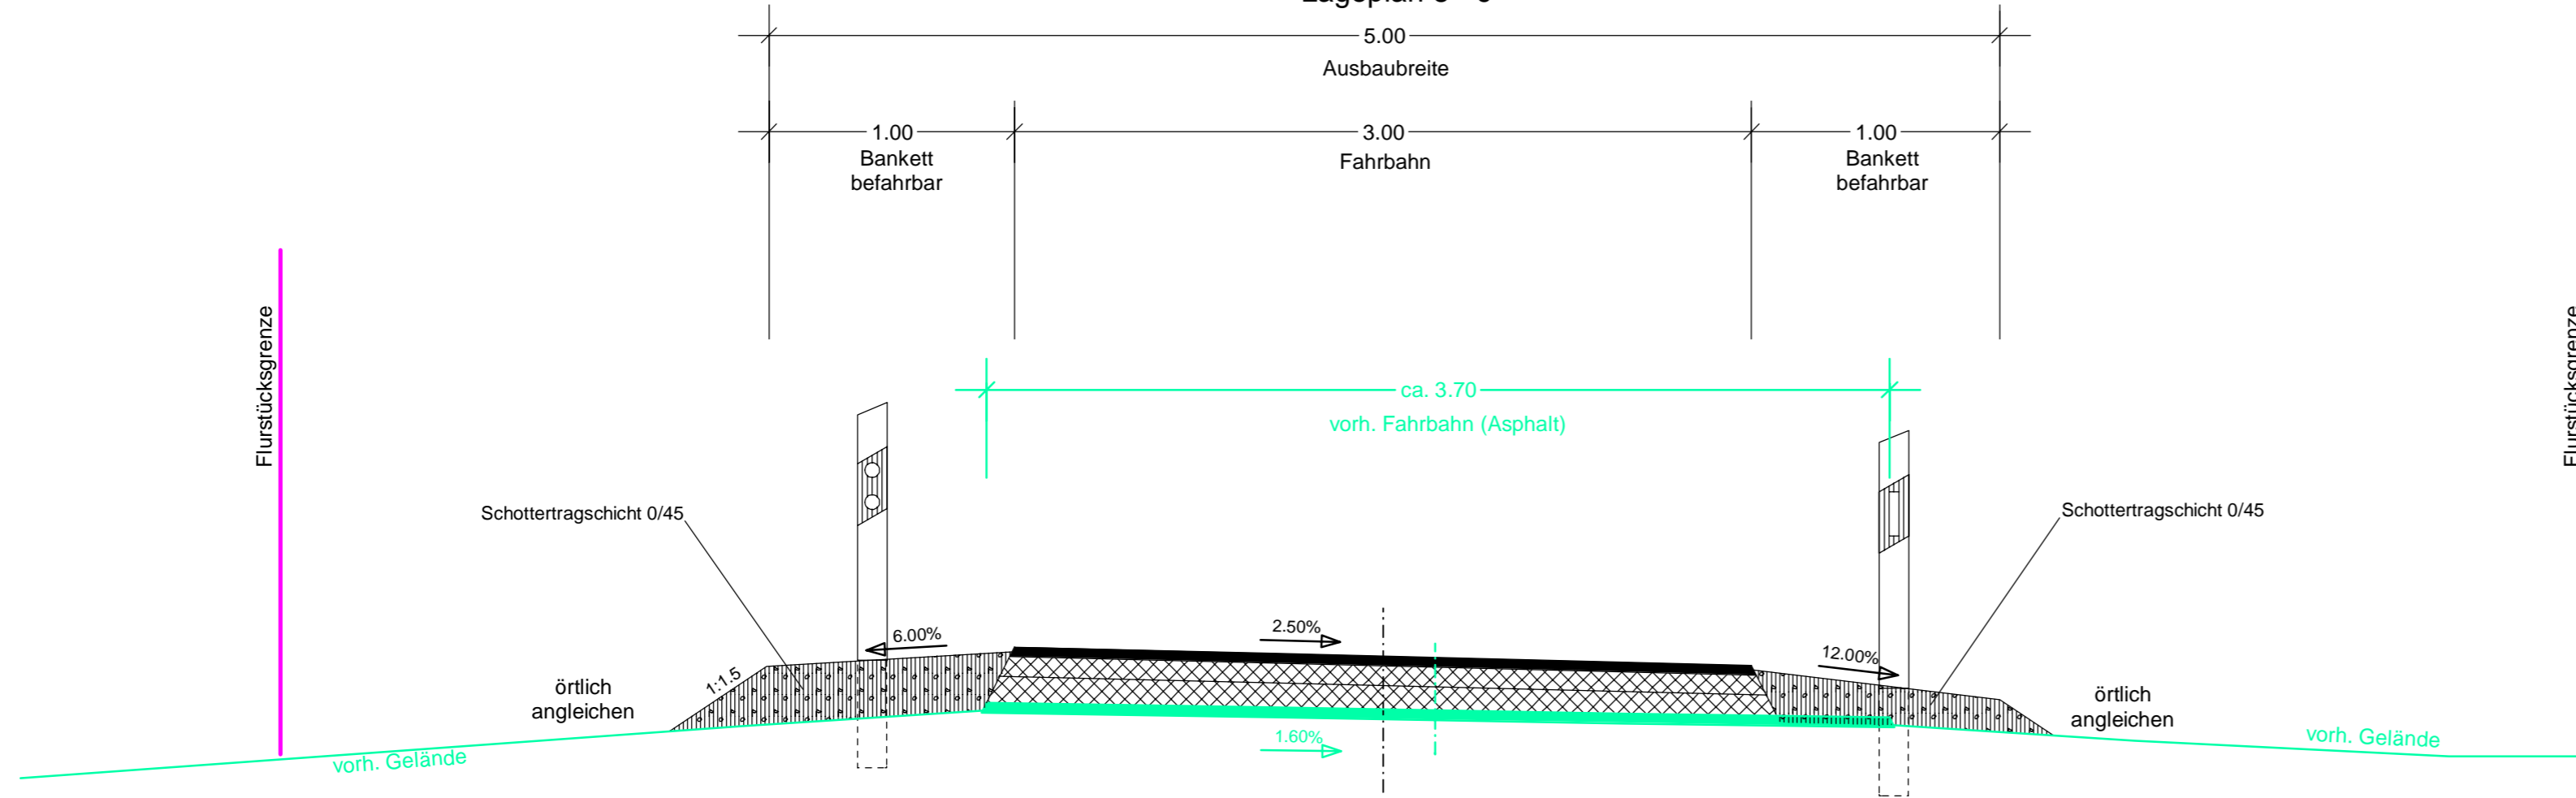 5.00
Ausbaubreite
1.00
3.00
1.00
Bankett
befahrbar
Fahrbahn
Bankett
befahrbar
Flurstücksgrenze
Flurstücksgrenze
ca. 3.70
vorh. Fahrbahn (Asphalt)
Schottertragschicht 0/45
Schottertragschicht 0/45
6.00%
2.50%
12.00%
1:1.5
örtlich
angleichen
örtlich
angleichen
1.60%
vorh. Gelände
vorh. Gelände